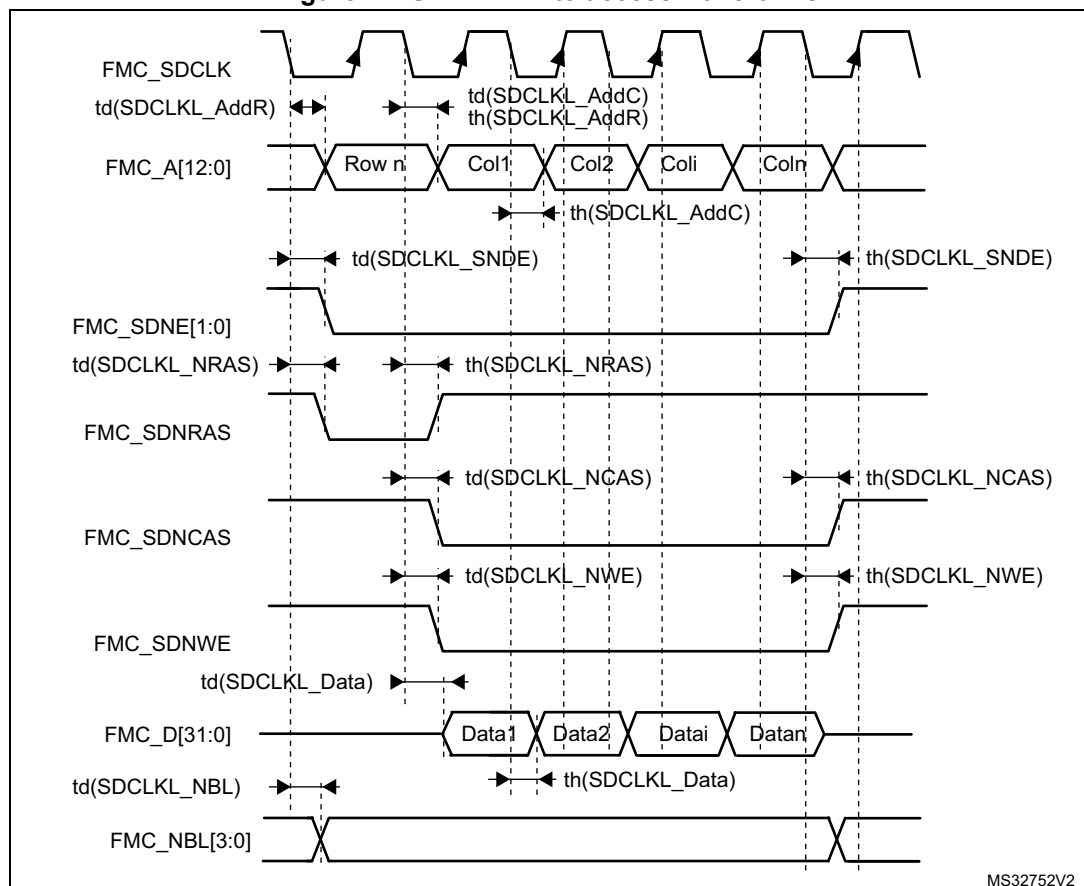 FMC_SDCLK
td(SDCLKL_AddR)
td(SDCLKL_AddC)
th(SDCLKL_AddR)
FMC_A[12:0]
Row n
Col1
Col2
Coli
Coln
th(SDCLKL_AddC)
td(SDCLKL_SNDE)
th(SDCLKL_SNDE)
FMC_SDNE[1:0]
td(SDCLKL_NRAS)
th(SDCLKL_NRAS)
FMC_SDNRAS
td(SDCLKL_NCAS)
th(SDCLKL_NCAS)
FMC_SDNCAS
td(SDCLKL_NWE)
th(SDCLKL_NWE)
FMC_SDNWE
td(SDCLKL_Data)
FMC_D[31:0]
Data1
Data2
Datai
Datan
td(SDCLKL_NBL)
th(SDCLKL_Data)
FMC_NBL[3:0]
MS32752V2